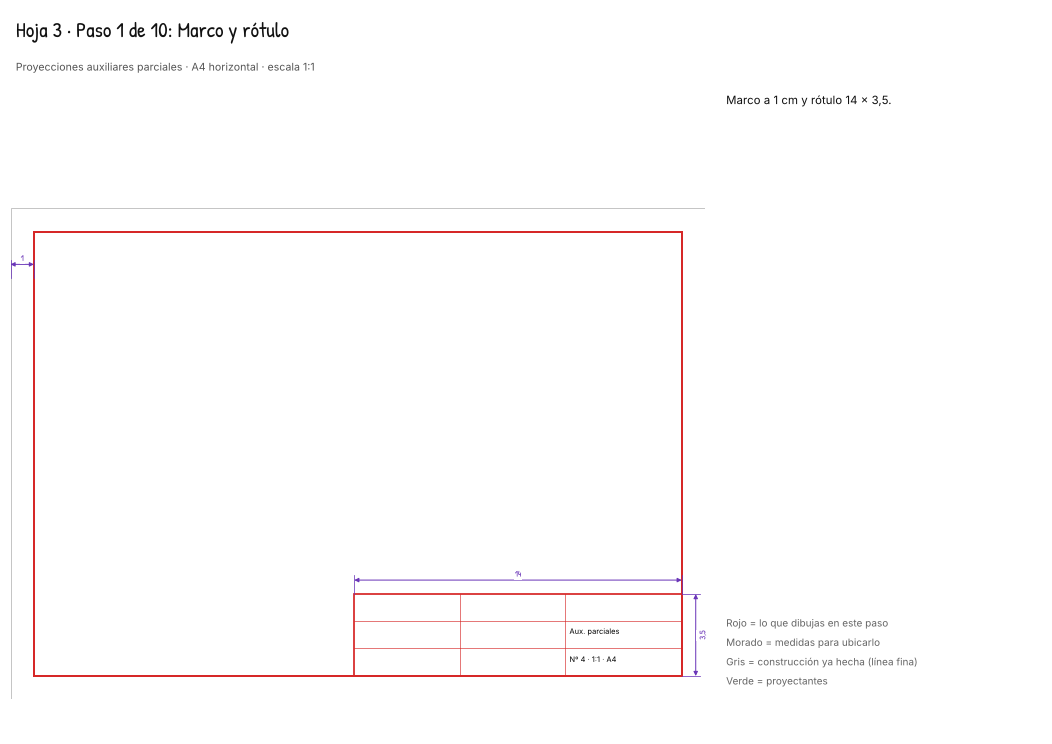 Hoja 3 · Paso 1 de 10: Marco y rótulo
Proyecciones auxiliares parciales · A4 horizontal · escala 1:1
Marco a 1 cm y rótulo 14 × 3,5.
1
14
Aux. parciales
3,5
Nº 4 · 1:1 · A4
Rojo = lo que dibujas en este paso
Morado = medidas para ubicarlo
Gris = construcción ya hecha (línea fina)
Verde = proyectantes